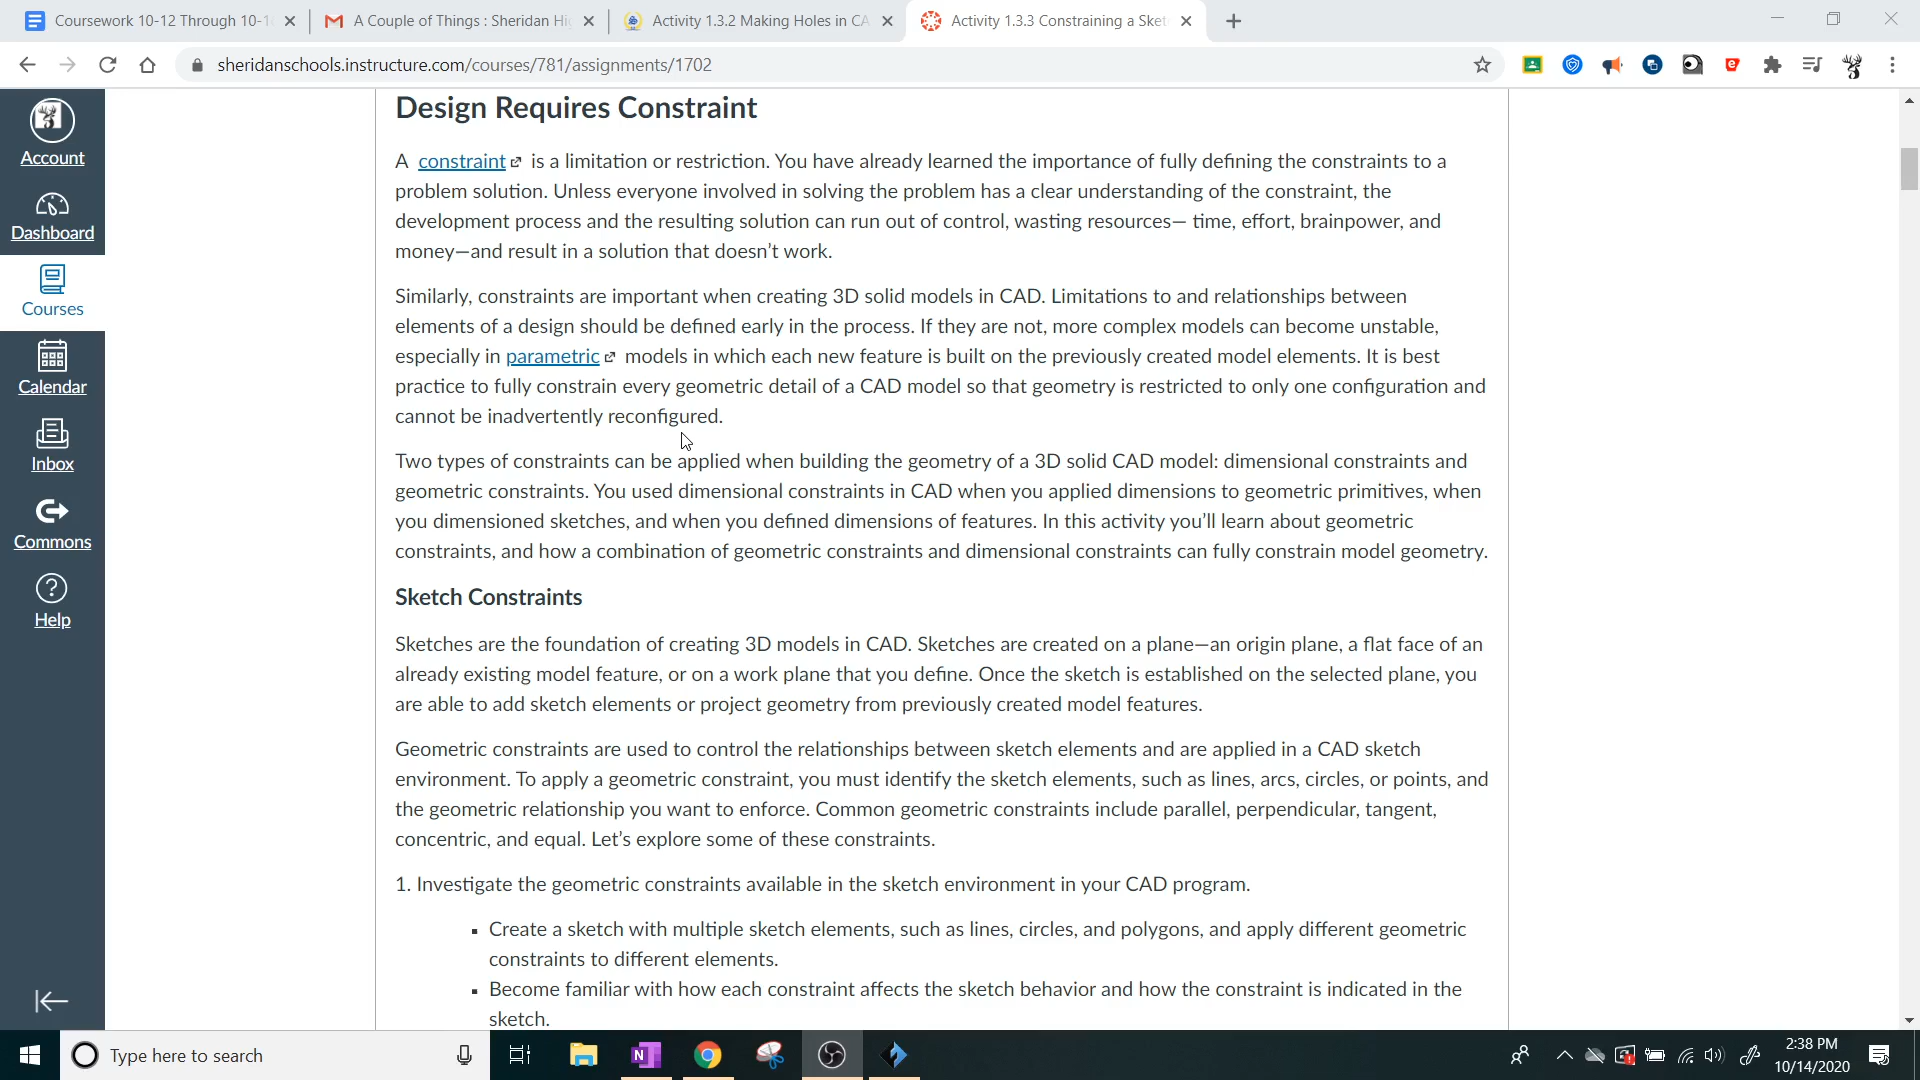 Coursework 10-12 Through 10-1
A Couple of Things : Sheridan Hi
Activity 1.3.2 Making Holes in CA
Activity 1.3.3 Constraining a Sket
sheridanschools.instructure.com/courses/781/assignments/1702
Account
Dashboard
Courses
Calendar
Inbox
Commons
Help
Design Requires Constraint
A constraint is a limitation or restriction. You have already learned the importance of fully defining the constraints to a
problem solution. Unless everyone involved in solving the problem has a clear understanding of the constraint, the
development process and the resulting solution can run out of control, wasting resources— time, effort, brainpower, and
money—and result in a solution that doesn’t work.
Similarly, constraints are important when creating 3D solid models in CAD. Limitations to and relationships between
elements of a design should be defined early in the process. If they are not, more complex models can become unstable,
especially in parametric models in which each new feature is built on the previously created model elements. It is best
practice to fully constrain every geometric detail of a CAD model so that geometry is restricted to only one configuration and
cannot be inadvertently reconfigured.
Two types of constraints can be applied when building the geometry of a 3D solid CAD model: dimensional constraints and
geometric constraints. You used dimensional constraints in CAD when you applied dimensions to geometric primitives, when
you dimensioned sketches, and when you defined dimensions of features. In this activity you’ll learn about geometric
constraints, and how a combination of geometric constraints and dimensional constraints can fully constrain model geometry.
Sketch Constraints
Sketches are the foundation of creating 3D models in CAD. Sketches are created on a plane—an origin plane, a flat face of an
already existing model feature, or on a work plane that you define. Once the sketch is established on the selected plane, you
are able to add sketch elements or project geometry from previously created model features.
Geometric constraints are used to control the relationships between sketch elements and are applied in a CAD sketch
environment. To apply a geometric constraint, you must identify the sketch elements, such as lines, arcs, circles, or points, and
the geometric relationship you want to enforce. Common geometric constraints include parallel, perpendicular, tangent,
concentric, and equal. Let’s explore some of these constraints.
1. Investigate the geometric constraints available in the sketch environment in your CAD program.
▪ Create a sketch with multiple sketch elements, such as lines, circles, and polygons, and apply different geometric
constraints to different elements.
▪ Become familiar with how each constraint affects the sketch behavior and how the constraint is indicated in the
sketch.
Type here to search
2:38 PM
10/14/2020